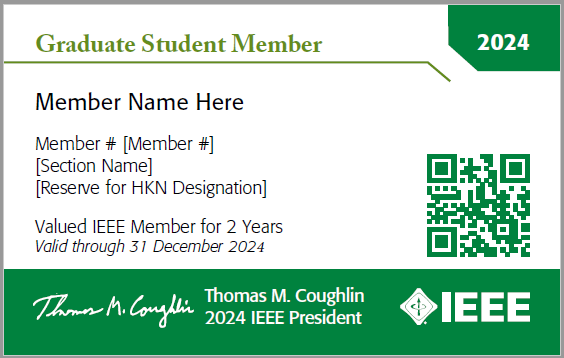 Graduate Student Member
2024
Member Name Here
Member # [Member #]
[Section Name]
[Reserve for HKN Designation]
Valued IEEE Member for 2 Years
Valid through 31 December 2024
Thomas M. Coughlin
Thomas M. Coughlin
2024 IEEE President
IEEE